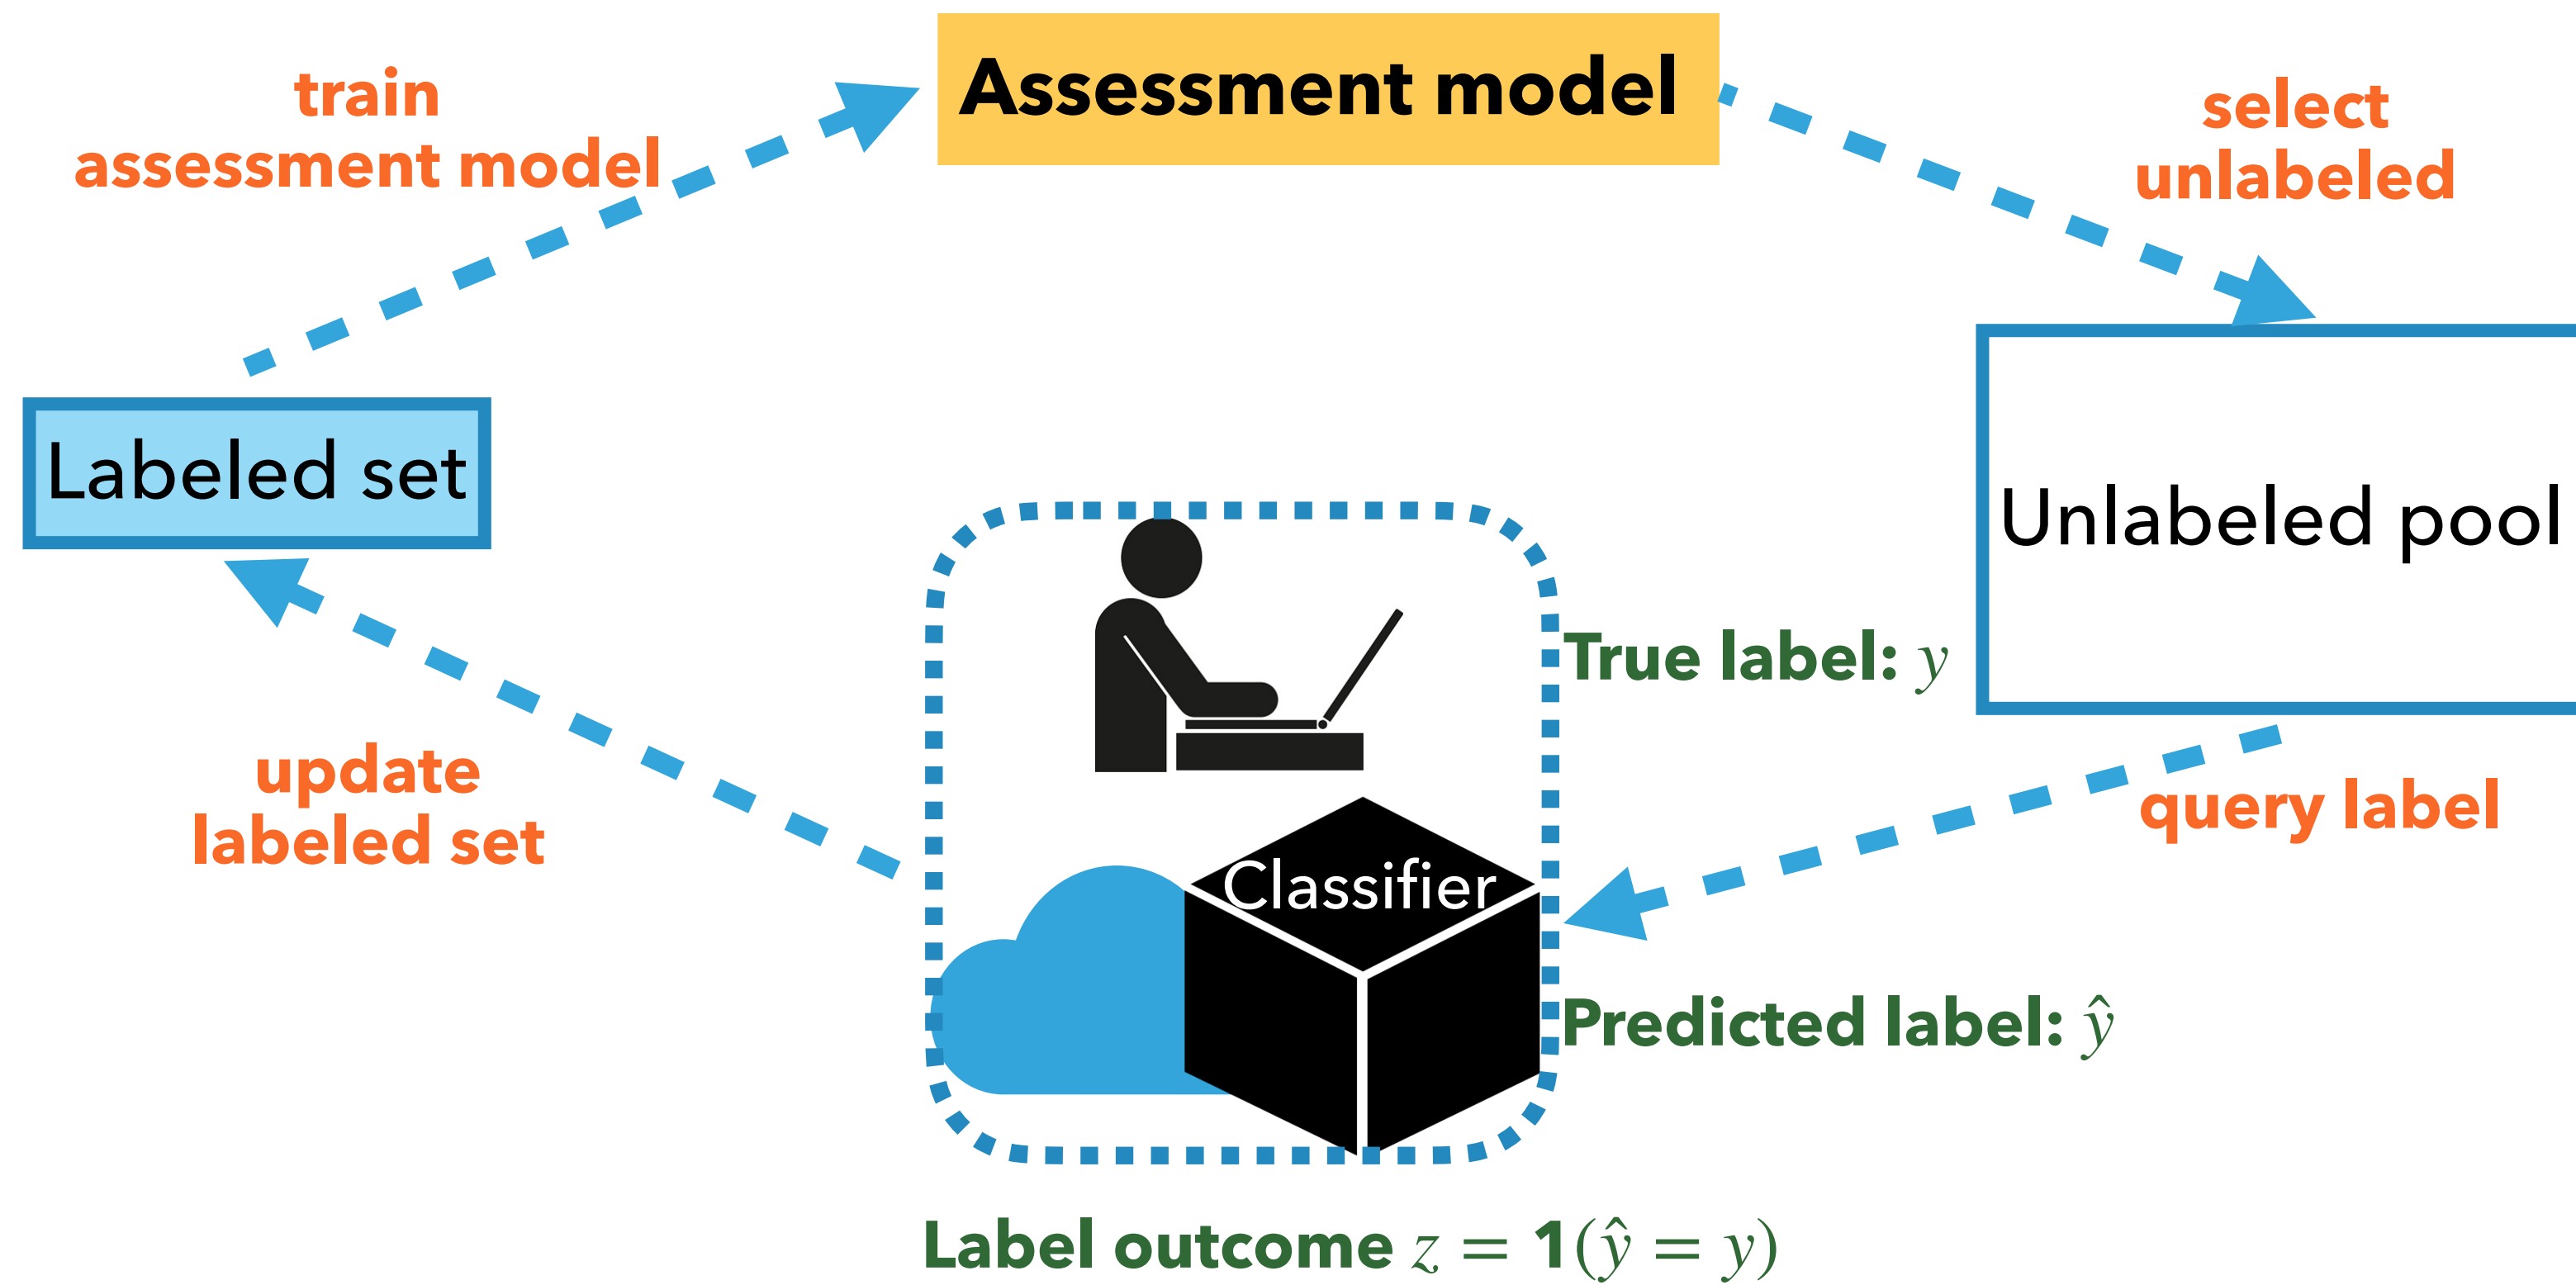 Assessment model
train
assessment model
select
unlabeled
Labeled set
Unlabeled pool
True label: y
update
labeled set
query label
Classifier
Predicted label: ŷ
Label outcome z = 1(ŷ = y)